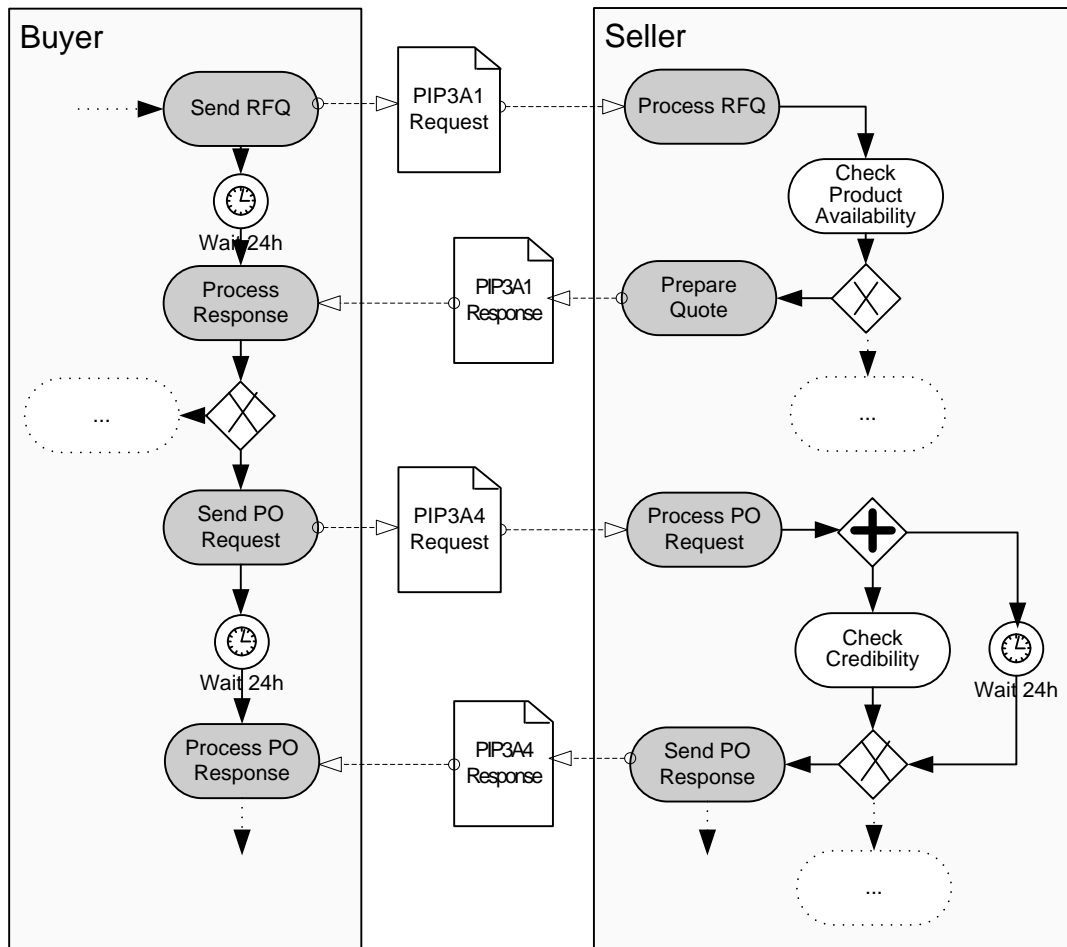 Buyer
Seller
Send RFQ
PIP3A1
Request
Process RFQ
Check
Product
Availability
Wait 24h
Process
Response
PIP3A1
Response
Prepare
Quote
...
...
Send PO
Request
PIP3A4
Request
Process PO
Request
Check
Credibility
Wait 24h
Wait 24h
Process PO
Response
PIP3A4
Response
Send PO
Response
...